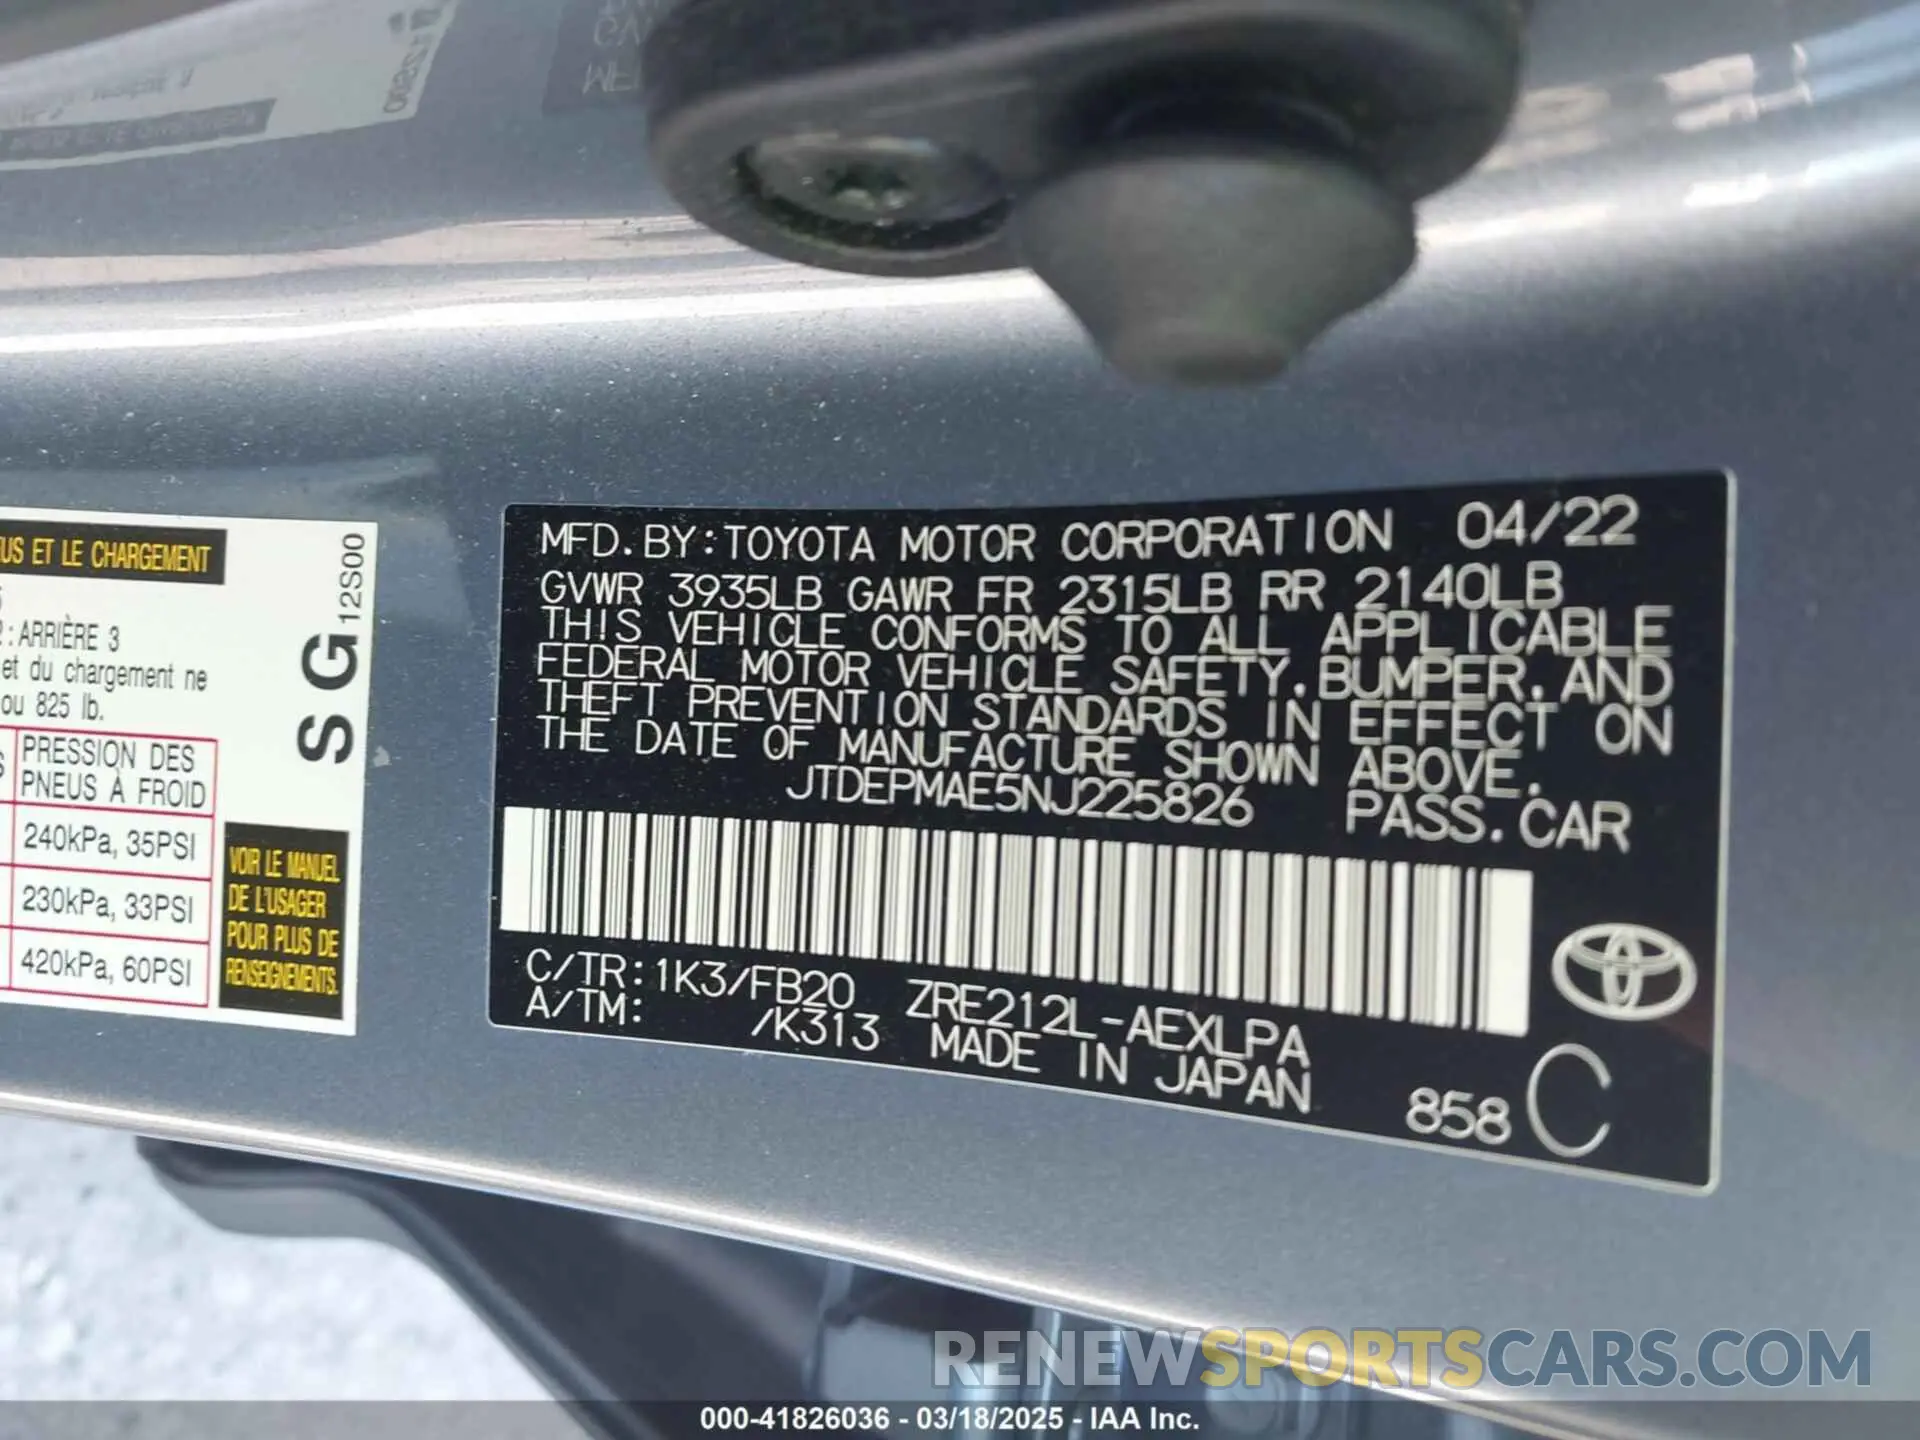 US ET LE CHARGEMENT
: ARRIÈRE 3
et du chargement ne
ou 825 lb.
PRESSION DES
PNEUS À FROID
240kPa, 35PSI
230kPa, 33PSI
420kPa, 60PSI
VOIR LE MANUEL
DE L'USAGER
POUR PLUS DE
RENSEIGNEMENTS.
S G 12S00
MFD. BY: TOYOTA MOTOR CORPORATION 04/22
GVWR 3935LB GAWR FR 2315LB RR 2140LB
THIS VEHICLE CONFORMS TO ALL APPLICABLE
FEDERAL MOTOR VEHICLE SAFETY, BUMPER, AND
THEFT PREVENTION STANDARDS IN EFFECT ON
THE DATE OF MANUFACTURE SHOWN ABOVE.
JTDEPMAE5NJ225826 PASS. CAR
C/TR: 1K3/FB20 ZRE212L-AEXLPA
A/TM: /K313 MADE IN JAPAN
858 C
RENEWSPORTSCARS.COM
000-41826036 - 03/18/2025 - IAA Inc.